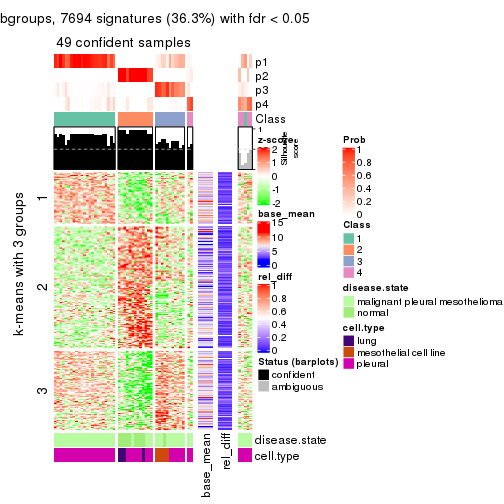 bgroups, 7694 signatures (36.3%) with fdr < 0.05
49 confident samples
p1
p2
p3
p4
Class
1
Silhouette
score
k-means with 3 groups
1
2
3
z-score
2
1
0
-1
-2
base_mean
15
10
5
0
rel_diff
1
0.8
0.6
0.4
0.2
0
Status (barplots)
confident
ambiguous
Prob
1
0.8
0.6
0.4
0.2
0
Class
1
2
3
4
disease.state
malignant pleural mesothelioma
normal
cell.type
lung
mesothelial cell line
pleural
disease.state
cell.type
base_mean
rel_diff